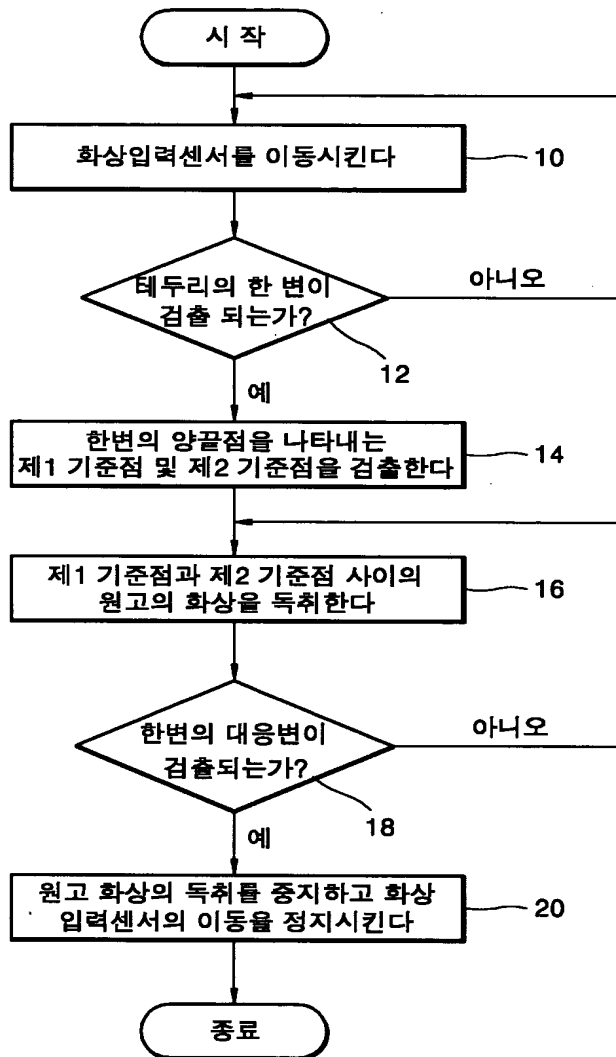 시 작
화상입력센서를 이동시킨다
10
테두리의 한 변이
검출 되는가?
아니오
12
예
한변의 양끝점을 나타내는
제1 기준점 및 제2 기준점을 검출한다
14
제1 기준점과 제2 기준점 사이의
원고의 화상을 독취한다
16
한변의 대응변이
검출되는가?
아니오
18
예
원고 화상의 독취를 중지하고 화상
입력센서의 이동을 정지시킨다
20
종료